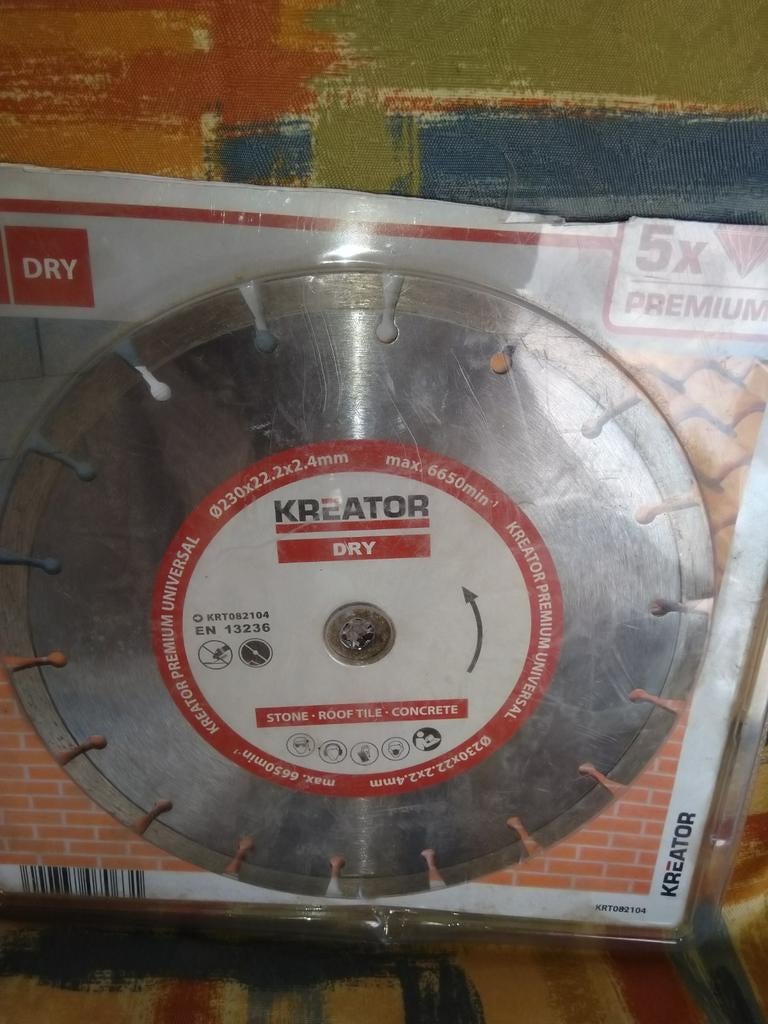 DRY
5x
PREMIUM
Ø230x22.2x2.4mm
max. 6650min⁻¹
KREATOR PREMIUM UNIVERSAL
KREATOR PREMIUM UNIVERSAL
KREATOR
DRY
KRT082104
EN 13236
STONE · ROOF TILE · CONCRETE
max. 6650min⁻¹
Ø230x22.2x2.4mm
KREATOR
KRT082104